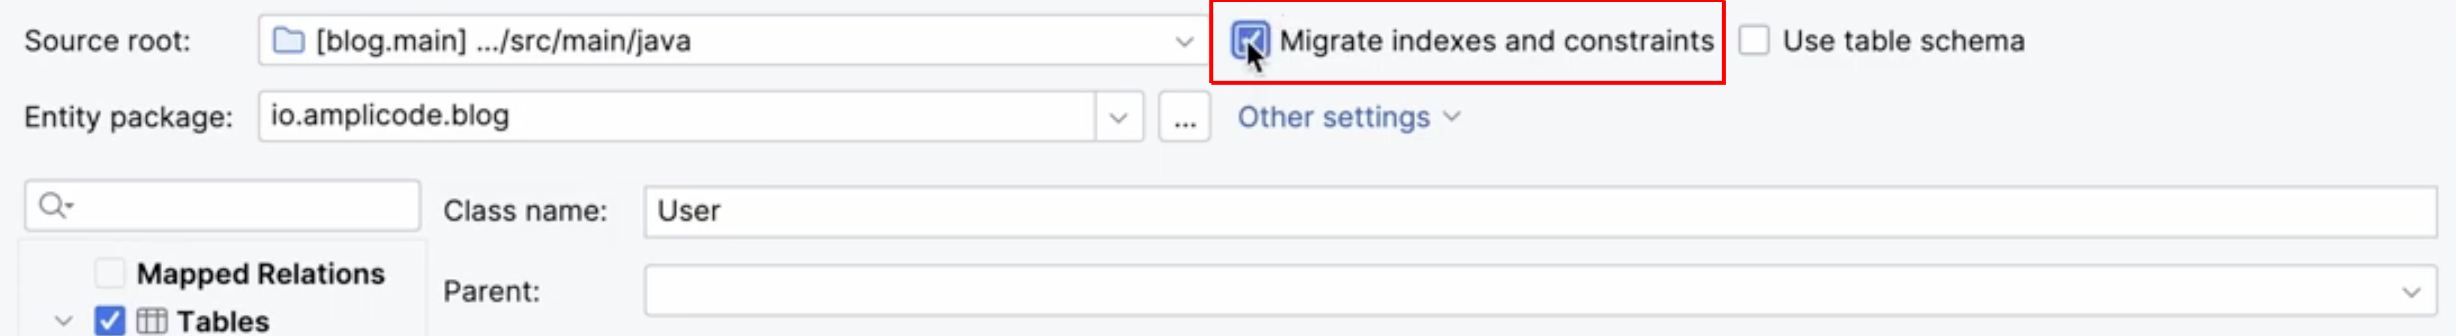 Source root: [blog.main] .../src/main/java Migrate indexes and constraints Use table schema
Entity package: io.amplicode.blog ... Other settings
Class name: User
Mapped Relations
Parent:
Tables